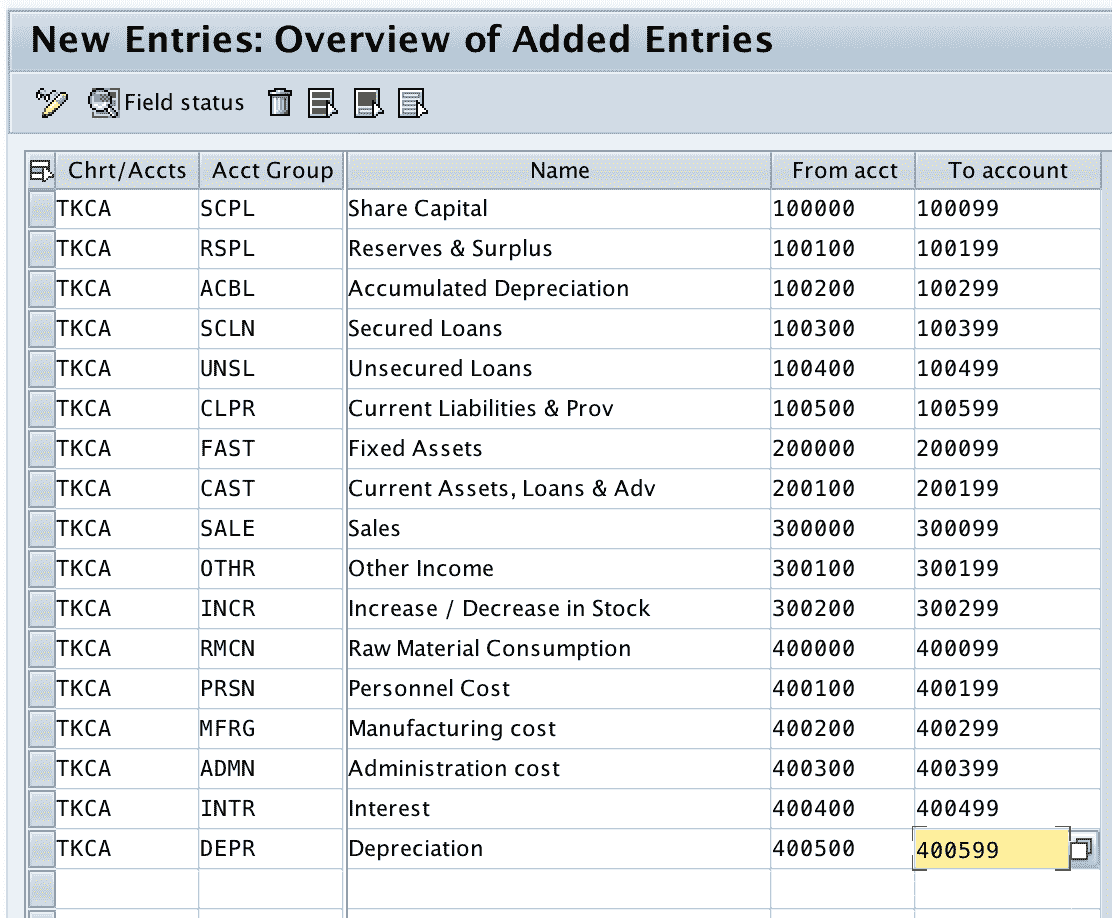 New Entries: Overview of Added Entries
Field status
Chrt/Accts Acct Group Name From acct To account
TKCA SCPL Share Capital 100000 100099
TKCA RSPL Reserves & Surplus 100100 100199
TKCA ACBL Accumulated Depreciation 100200 100299
TKCA SCLN Secured Loans 100300 100399
TKCA UNSL Unsecured Loans 100400 100499
TKCA CLPR Current Liabilities & Prov 100500 100599
TKCA FAST Fixed Assets 200000 200099
TKCA CAST Current Assets, Loans & Adv 200100 200199
TKCA SALE Sales 300000 300099
TKCA OTHR Other Income 300100 300199
TKCA INCR Increase / Decrease in Stock 300200 300299
TKCA RMCN Raw Material Consumption 400000 400099
TKCA PRSN Personnel Cost 400100 400199
TKCA MFRG Manufacturing cost 400200 400299
TKCA ADMN Administration cost 400300 400399
TKCA INTR Interest 400400 400499
TKCA DEPR Depreciation 400500 400599